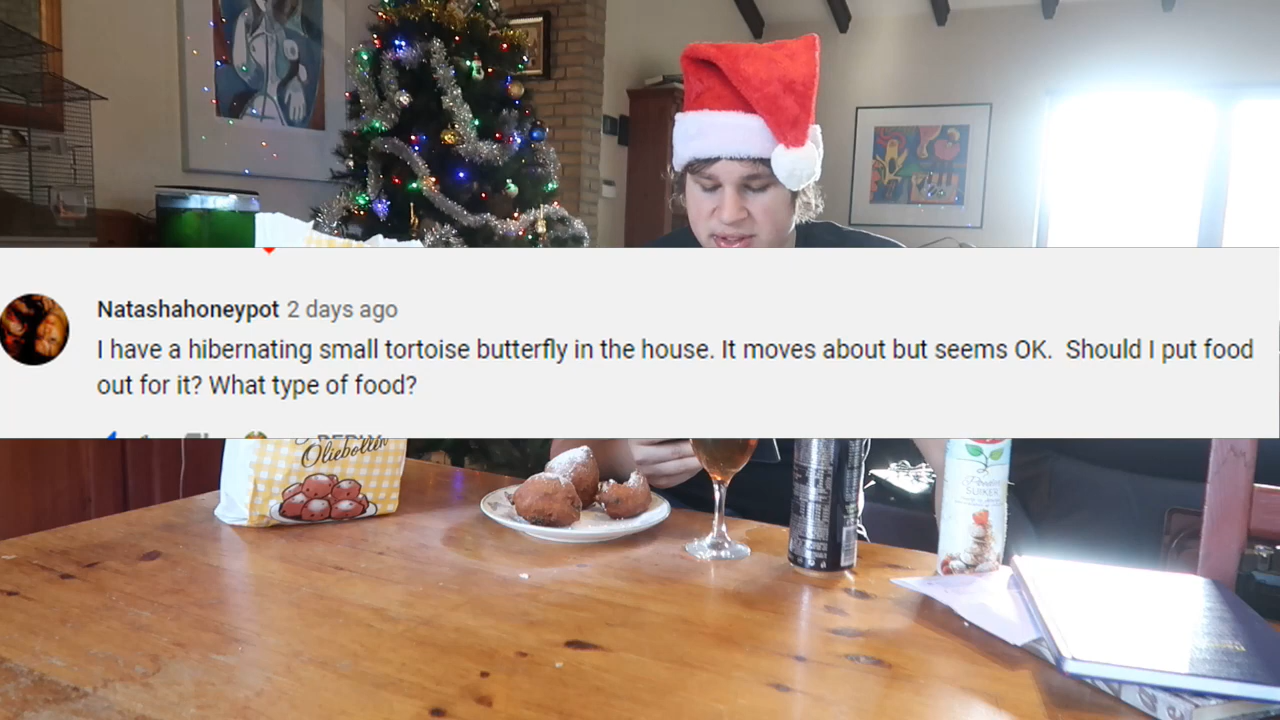 Natashahoneypot 2 days ago
I have a hibernating small tortoise butterfly in the house. It moves about but seems OK.  Should I put food
out for it? What type of food?
Oliebollen
SUIKER